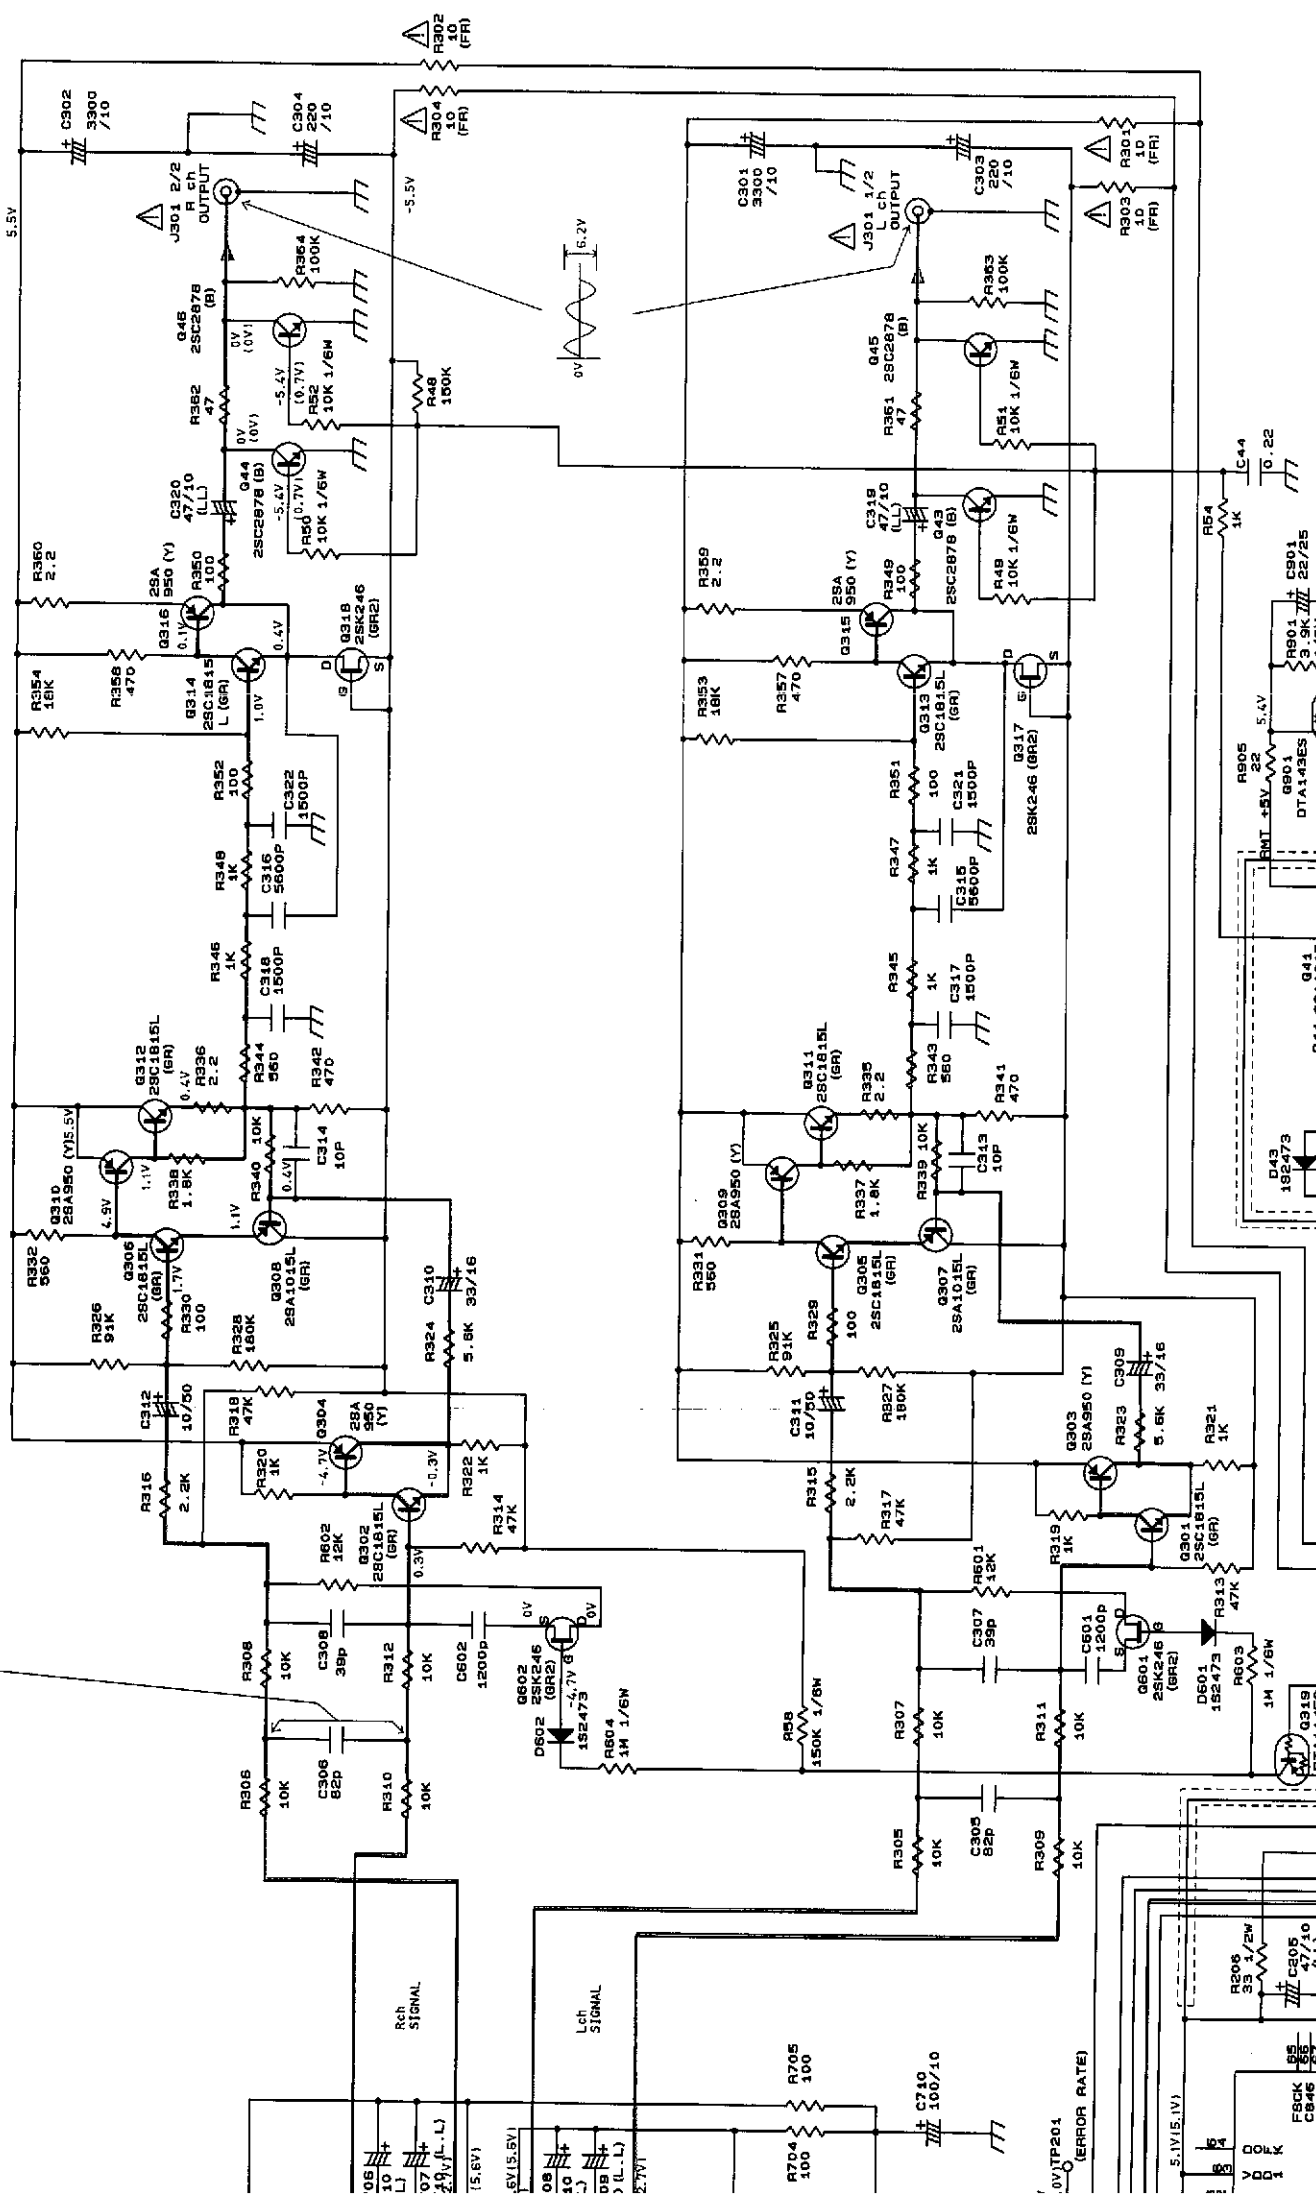 R302
10
(FR)
C302
3300
/10
C304
220
/10
R304
10
(FR)
5.5V
-5.5V
J301 2/2
R ch
OUTPUT
R364
100K
Q46
2SC2878
(B)
0V
(0V)
R362
47
-5.4V
(0.7V)
R52
10K 1/6W
R48
150K
0V
(0V)
Q44
2SC2878 (B)
C320
47/10
(LL)
-5.4V
(0.7V)
R50
10K 1/6W
6.2V
0V
C301
3300
/10
C303
220
/10
R301
10
(FR)
R303
10
(FR)
J301 1/2
L ch
OUTPUT
R363
100K
Q45
2SC2878
(B)
R361
47
R51
10K 1/6W
C319
47/10
(LL)
Q43
2SC2878 (B)
R49
10K 1/6W
R54
1K
C44
0.22
R360
2.2
2SA
950 (Y)
R350
100
Q316
0.1V
0.4V
Q318
2SK246
(GR2)
D
G
S
R354
18K
R358
470
Q314
2SC1815
L (GR)
1.0V
R352
100
C322
1500P
R348
1K
C316
5600P
R346
1K
C318
1500P
R359
2.2
2SA
950 (Y)
R349
100
Q315
R353
18K
R357
470
Q313
2SC1815L
(GR)
D
G
S
Q317
2SK246 (GR2)
R351
100
C321
1500P
R347
1K
C315
5600P
R345
1K
C317
1500P
R901
3.9K
C901
22/25
5.4V
R905
22
Q901
DTA143ES
RMT +5V
Q41
D43
1S2473
Q312
2SC1815L
(GR)
0.4V
R336
2.2
R344
560
R342
470
Q310
2SA950 (Y)
5.5V
1.1V
R338
1.8K
R340
10K
0.4V
C314
10P
4.9V
R332
560
Q306
2SC1815L
(GR)
1.7V
1.1V
Q308
2SA1015L
(GR)
R326
91K
R330
100
R328
180K
C310
33/16
R324
5.6K
C312
10/50
R318
47K
Q304
2SA
950
(Y)
R316
2.2K
R320
1K
-4.7V
-0.3V
R322
1K
R314
47K
R602
12K
Q302
2SC1815L
(GR)
0.3V
Q311
2SC1815L
(GR)
R335
2.2
R343
560
R341
470
Q309
2SA950 (Y)
R337
1.8K
R339
10K
C313
10P
R331
560
Q305
2SC1815L
(GR)
Q307
2SA1015L
(GR)
R325
91K
R329
100
R327
180K
C311
10/50
C309
33/16
Q303
2SA950 (Y)
R323
5.6K
R321
1K
R315
2.2K
R317
47K
R319
1K
Q301
2SC1815L
(GR)
R313
47K
R308
10K
C308
39p
R312
10K
C602
1200p
0V
S
D
0V
G
Q602
2SK246
(GR2)
-4.7V
D602
1S2473
R604
1M 1/6W
R58
150K 1/6W
R306
10K
C306
82p
R310
10K
R601
12K
C307
39p
C601
1200p
D
S
G
Q601
2SK246
(GR2)
D601
1S2473
R603
1M 1/6W
R307
10K
R311
10K
Q319
R305
10K
C305
82p
R309
10K
Rch
SIGNAL
Lch
SIGNAL
R705
100
R704
100
C710
100/10
TP201
(ERROR RATE)
R206
33 1/2W
C205
47/10
5.1V(5.1V)
FSCK
C846
65
66
64
63
VDD1
(5.6V)